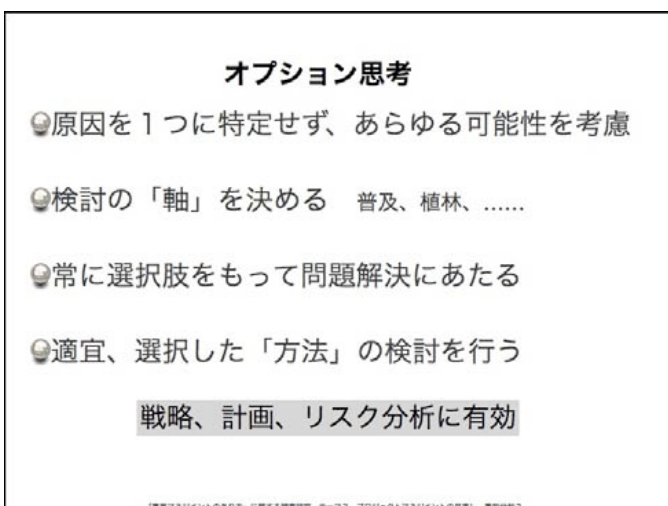 オプション思考
原因を１つに特定せず、あらゆる可能性を考慮
検討の「軸」を決める　普及、植林、……
常に選択肢をもって問題解決にあたる
適宜、選択した「方法」の検討を行う
戦略、計画、リスク分析に有効